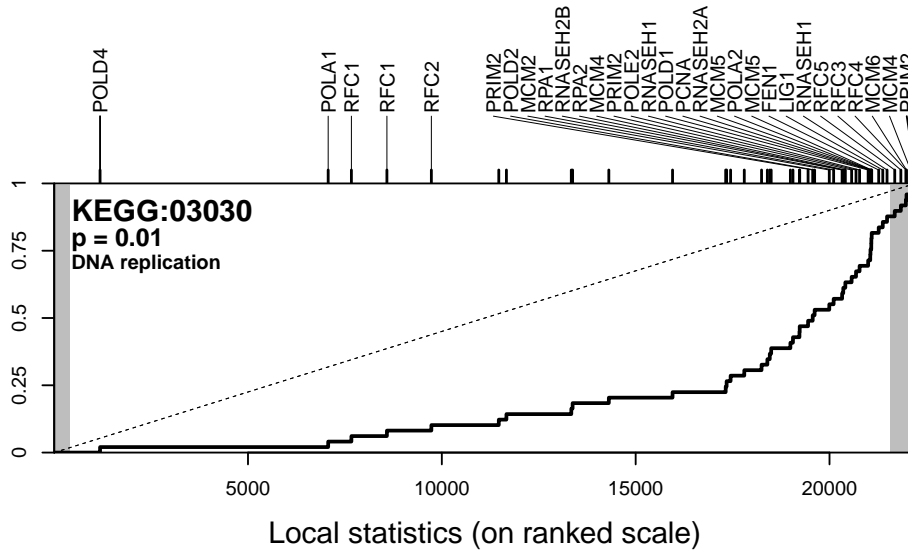 POLD4
POLA1
RFC1
RFC1
RFC2
PRIM2
POLD2
MCM2
RPA1
RNASEH2B
RPA2
MCM4
PRIM2
POLE2
RNASEH1
POLD1
PCNA
RNASEH2A
MCM5
POLA2
MCM5
FEN1
LIG1
RNASEH1
RFC5
RFC3
RFC4
MCM6
MCM4
PRIM2
KEGG:03030
p = 0.01
DNA replication
1
0.75
0.5
0.25
0
5000
10000
15000
20000
Local statistics (on ranked scale)